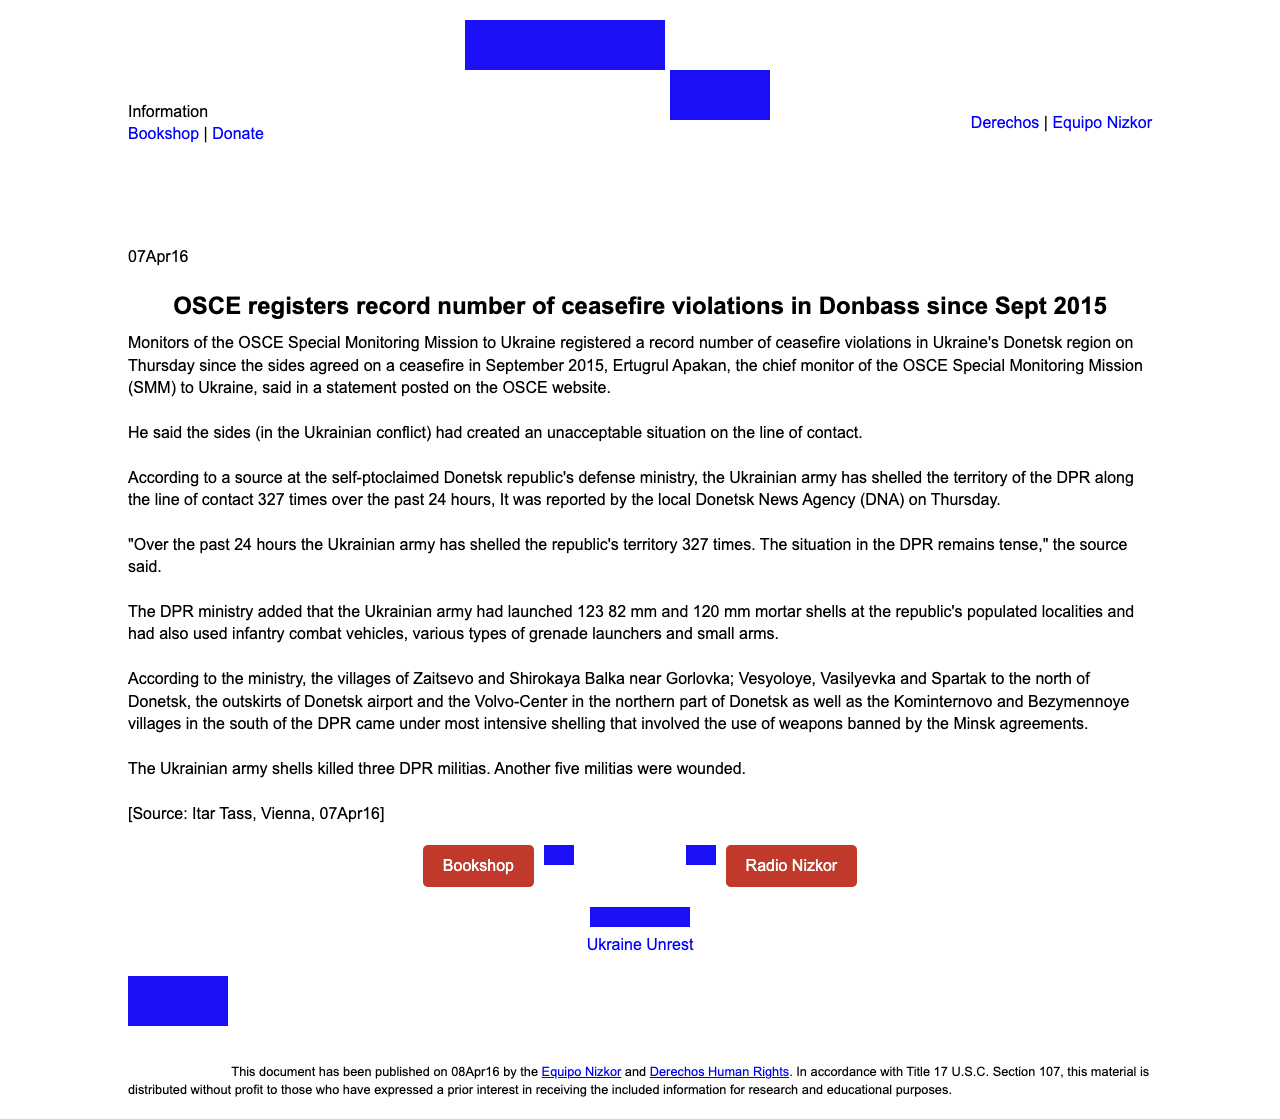 Information
Bookshop | Donate
Derechos | Equipo Nizkor
07Apr16
OSCE registers record number of ceasefire violations in Donbass since Sept 2015
Monitors of the OSCE Special Monitoring Mission to Ukraine registered a record number of ceasefire violations in Ukraine's Donetsk region on
Thursday since the sides agreed on a ceasefire in September 2015, Ertugrul Apakan, the chief monitor of the OSCE Special Monitoring Mission
(SMM) to Ukraine, said in a statement posted on the OSCE website.
He said the sides (in the Ukrainian conflict) had created an unacceptable situation on the line of contact.
According to a source at the self-ptoclaimed Donetsk republic's defense ministry, the Ukrainian army has shelled the territory of the DPR along
the line of contact 327 times over the past 24 hours, It was reported by the local Donetsk News Agency (DNA) on Thursday.
"Over the past 24 hours the Ukrainian army has shelled the republic's territory 327 times. The situation in the DPR remains tense," the source
said.
The DPR ministry added that the Ukrainian army had launched 123 82 mm and 120 mm mortar shells at the republic's populated localities and
had also used infantry combat vehicles, various types of grenade launchers and small arms.
According to the ministry, the villages of Zaitsevo and Shirokaya Balka near Gorlovka; Vesyoloye, Vasilyevka and Spartak to the north of
Donetsk, the outskirts of Donetsk airport and the Volvo-Center in the northern part of Donetsk as well as the Kominternovo and Bezymennoye
villages in the south of the DPR came under most intensive shelling that involved the use of weapons banned by the Minsk agreements.
The Ukrainian army shells killed three DPR militias. Another five militias were wounded.
[Source: Itar Tass, Vienna, 07Apr16]
Bookshop
Radio Nizkor
Ukraine Unrest
This document has been published on 08Apr16 by the Equipo Nizkor and Derechos Human Rights. In accordance with Title 17 U.S.C. Section 107, this material is
distributed without profit to those who have expressed a prior interest in receiving the included information for research and educational purposes.